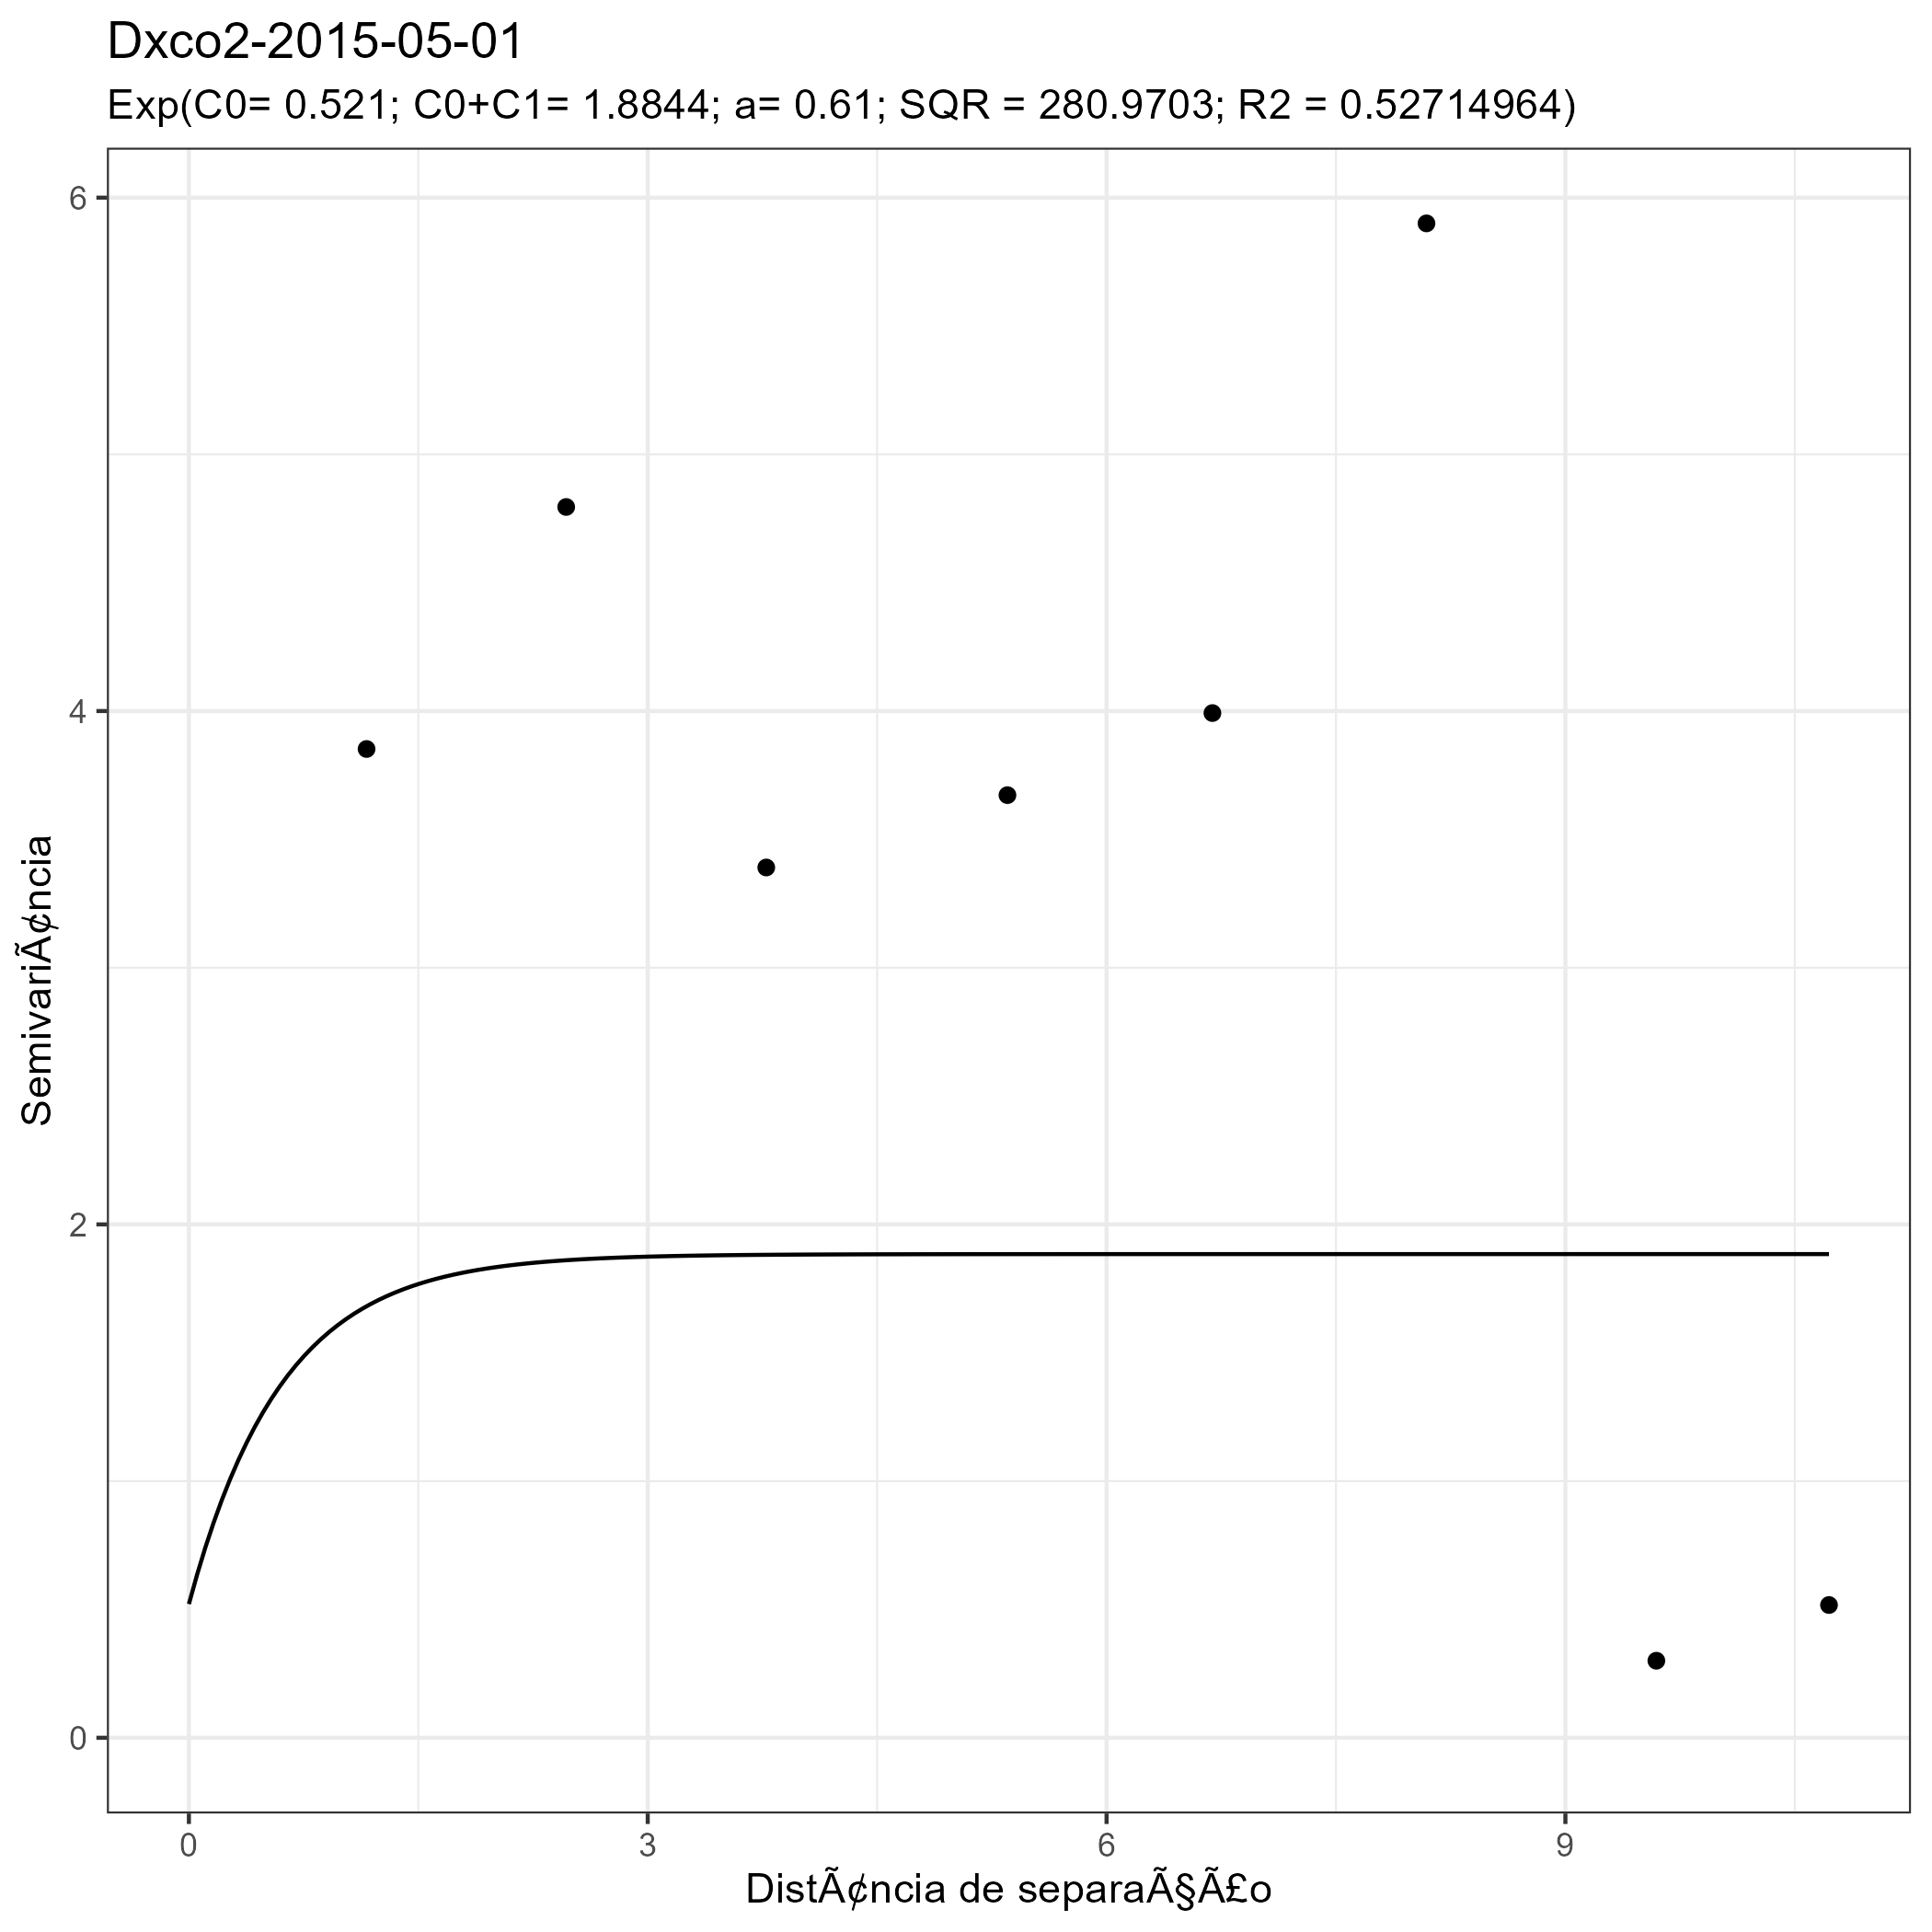 Dxco2-2015-05-01
Exp(C0= 0.521; C0+C1= 1.8844; a= 0.61; SQR = 280.9703; R2 = 0.52714964)
6
4
2
0
SemivariÃ¢ncia
0 3 6 9
DistÃ¢ncia de separaÃ§Ã£o